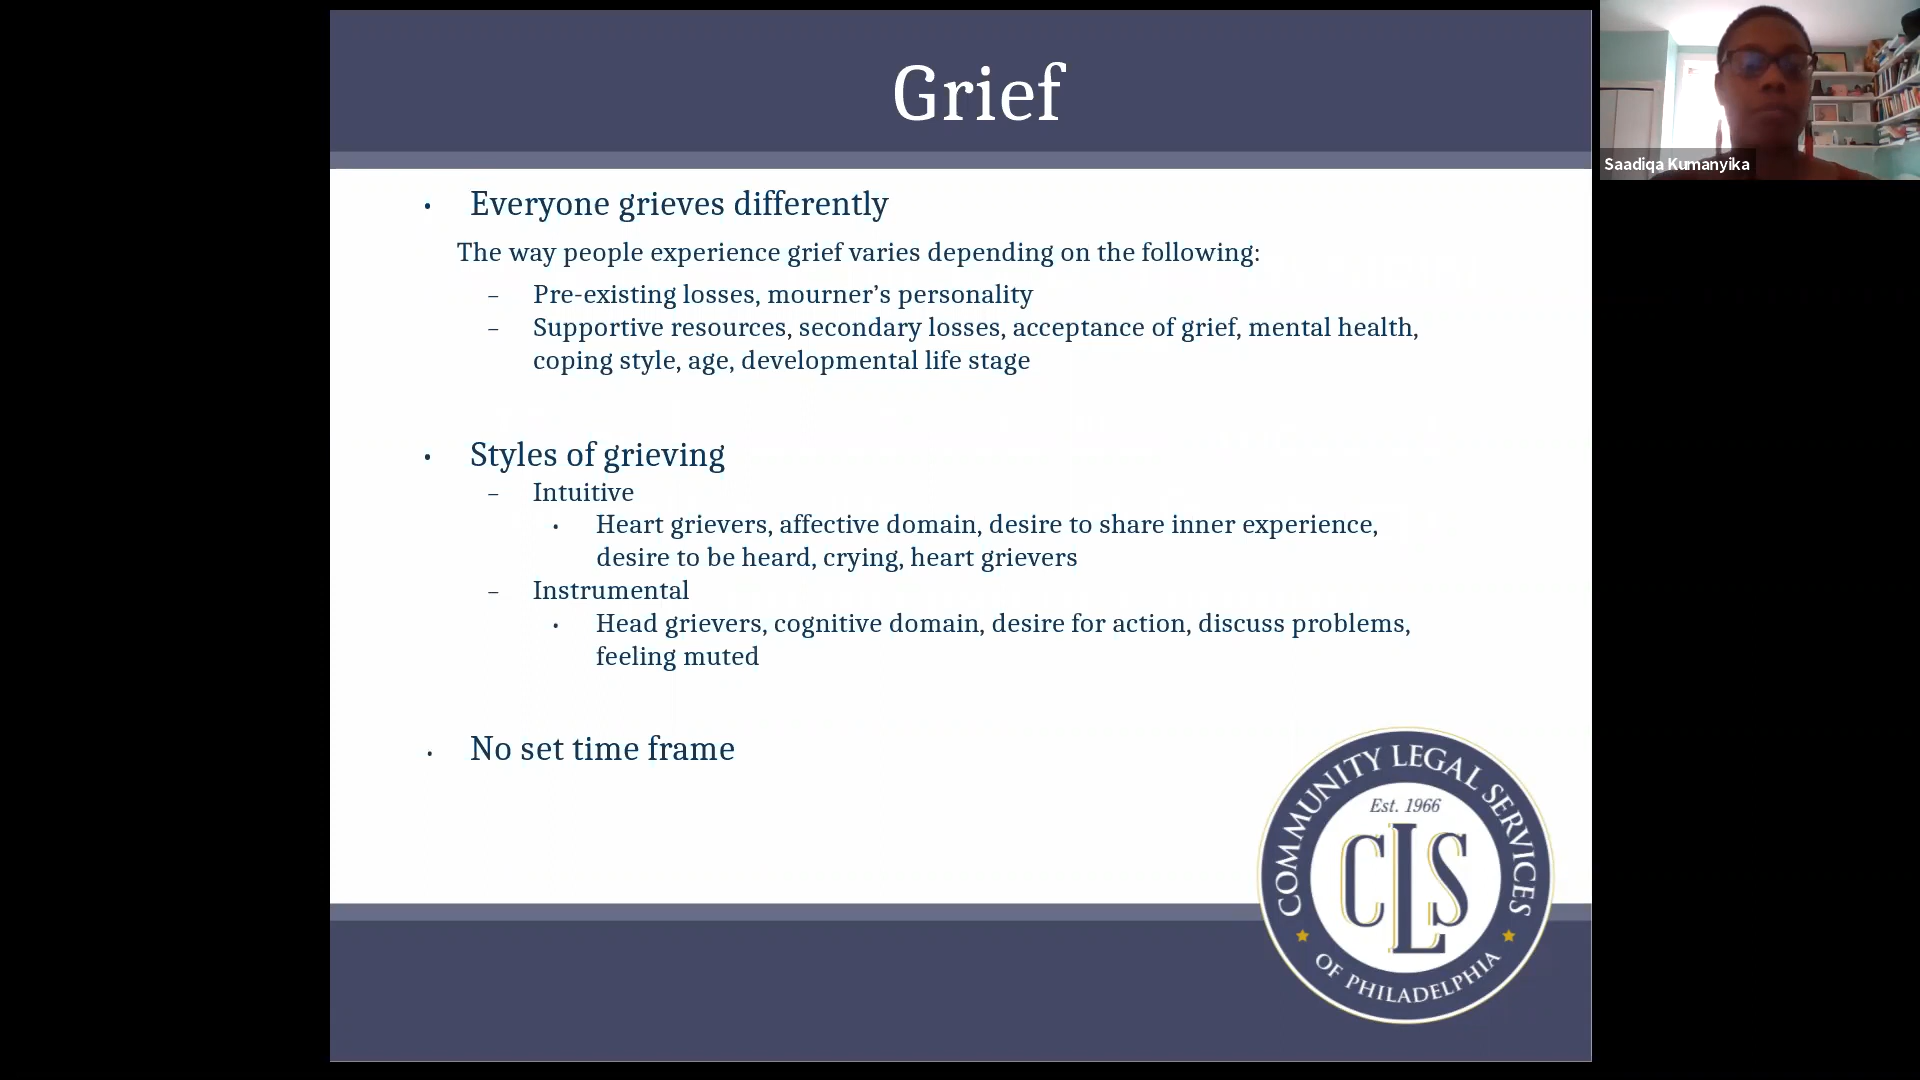 Grief
• Everyone grieves differently
The way people experience grief varies depending on the following:
– Pre-existing losses, mourner’s personality
– Supportive resources, secondary losses, acceptance of grief, mental health,
coping style, age, developmental life stage
• Styles of grieving
– Intuitive
• Heart grievers, affective domain, desire to share inner experience,
desire to be heard, crying, heart grievers
– Instrumental
• Head grievers, cognitive domain, desire for action, discuss problems,
feeling muted
• No set time frame
COMMUNITY LEGAL SERVICES
Est. 1966
CLS
OF PHILADELPHIA
Saadiqa Kumanyika